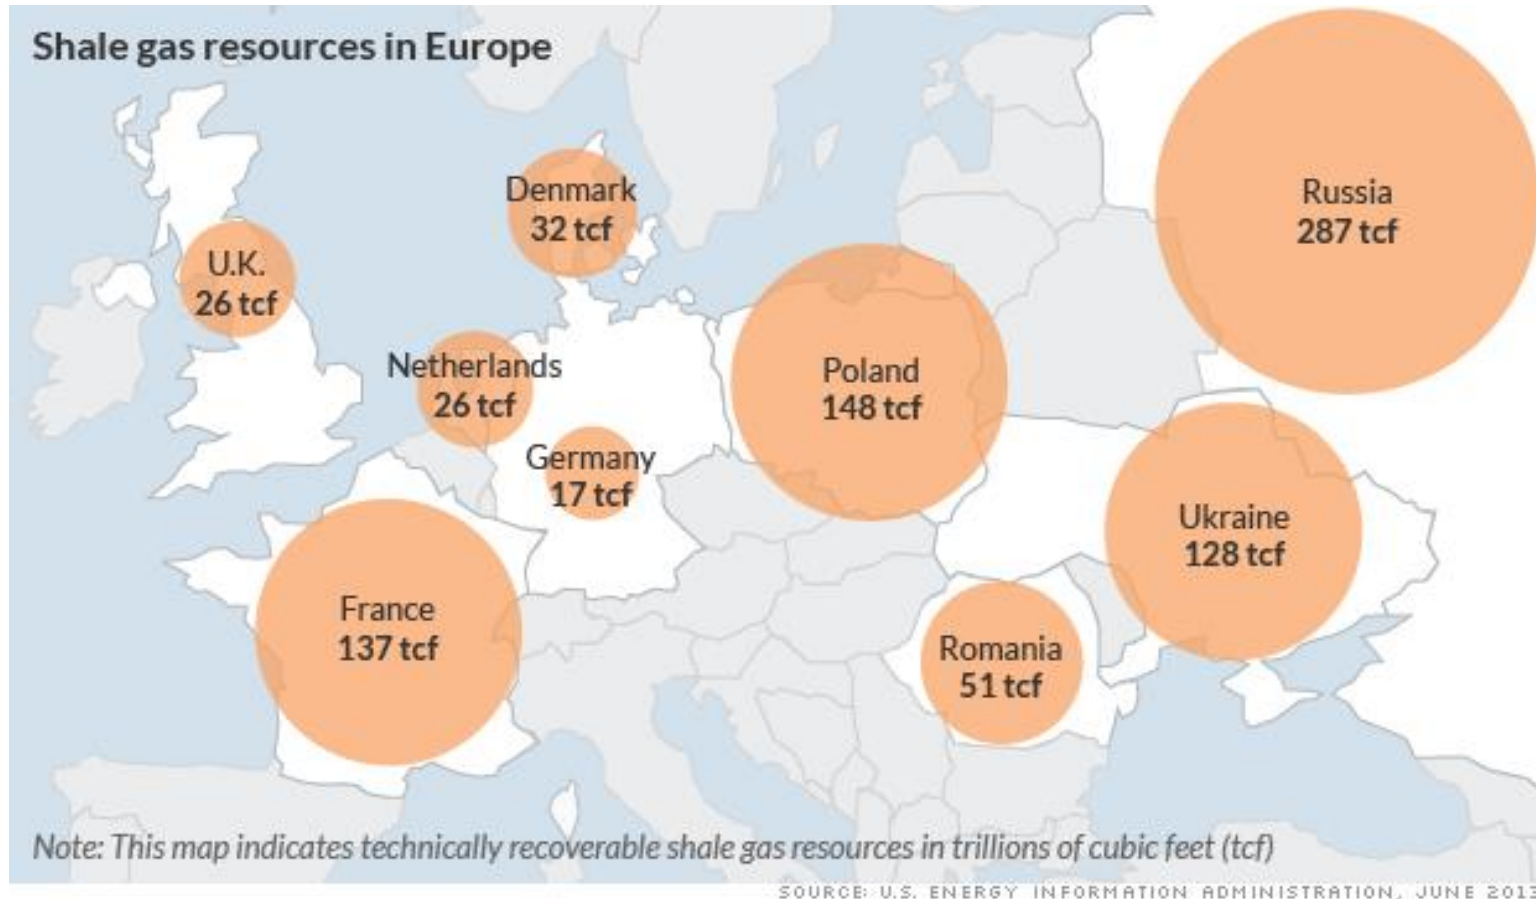 Shale gas resources in Europe
Russia
287 tcf
Denmark
32 tcf
U.K.
26 tcf
Netherlands
26 tcf
Poland
148 tcf
Germany
17 tcf
Ukraine
128 tcf
France
137 tcf
Romania
51 tcf
Note: This map indicates technically recoverable shale gas resources in trillions of cubic feet (tcf)
SOURCE: U.S. ENERGY INFORMATION ADMINISTRATION, JUNE 2013